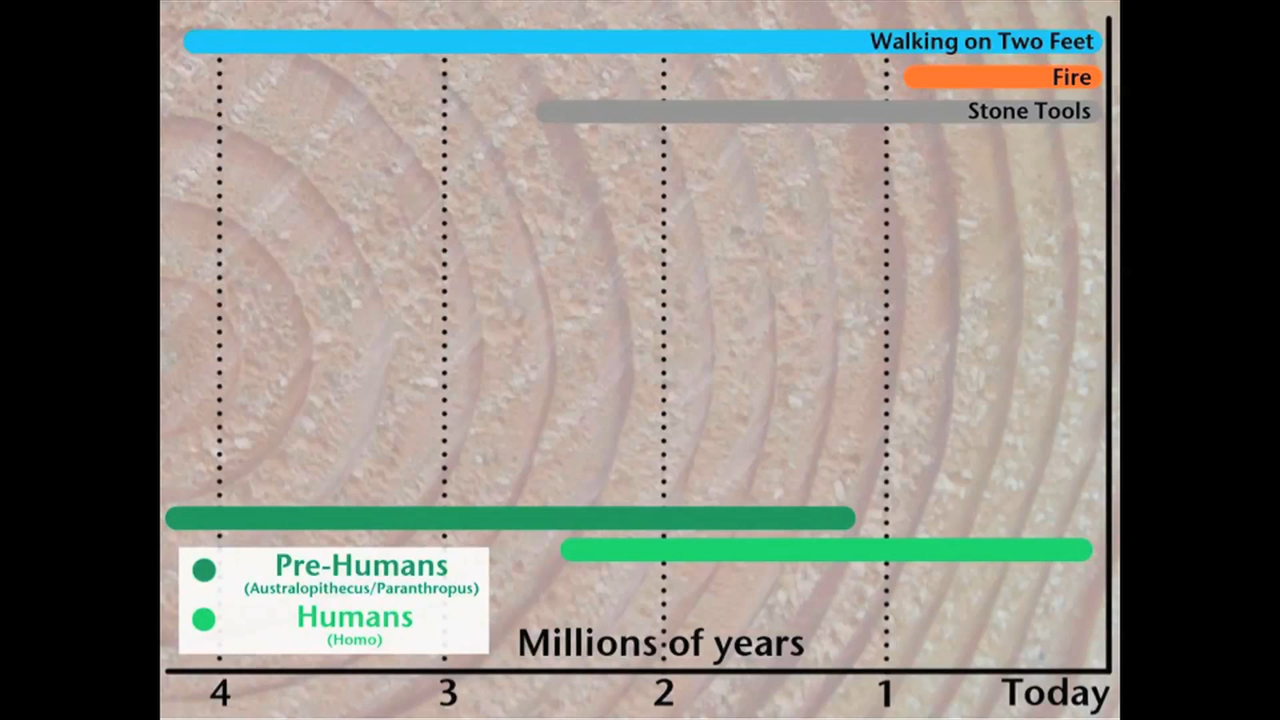 Walking on Two Feet
Fire
Stone Tools
Pre-Humans
(Australopithecus/Paranthropus)
Humans
(Homo)
Millions of years
4 3 2 1 Today